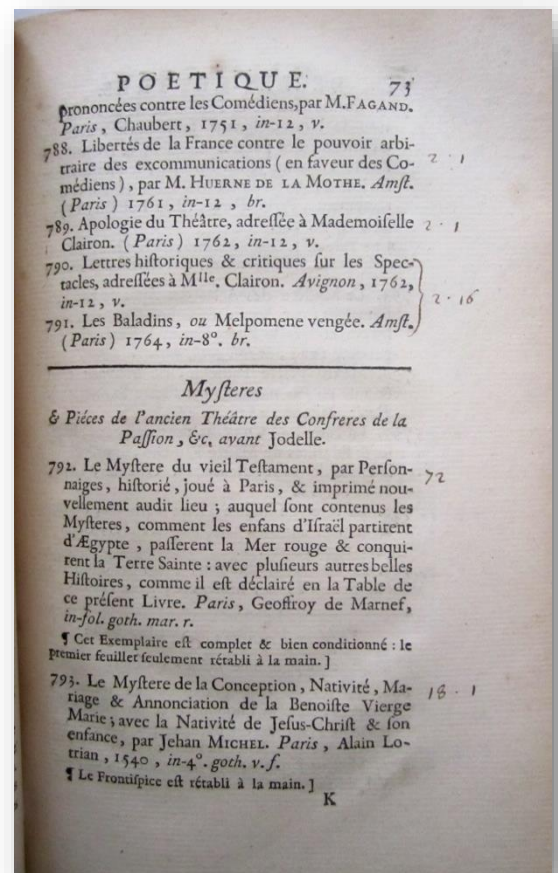 POETIQUE. 73
prononcées contre les Comédiens, par M. FAGAND.
Paris, Chaubert, 1751, in-12, v.
788. Libertés de la France contre le pouvoir arbi- 2 . 1
traire des excommunications (en faveur des Co-
médiens), par M. HUERNE DE LA MOTHE. Amſt.
(Paris) 1761, in-12, br.
789. Apologie du Théâtre, adreſſée à Mademoiſelle 2 . 1
Clairon. (Paris) 1762, in-12, v.
790. Lettres hiſtoriques & critiques ſur les Spec-
tacles, adreſſées à Mlle. Clairon. Avignon, 1762,
in-12, v. 2 . 16
791. Les Baladins, ou Melpomene vengée. Amſt.
(Paris) 1764, in-8°. br.
Myſteres
& Piéces de l'ancien Théâtre des Confreres de la
Paſſion, &c, avant Jodelle.
792. Le Myſtere du vieil Teſtament, par Perſon- 72
naiges, hiſtorié, joué à Paris, & imprimé nou-
vellement audit lieu ; auquel ſont contenus les
Myſteres, comment les enfans d'Iſraël partirent
d'Ægypte, paſſerent la Mer rouge & conqui-
rent la Terre Sainte : avec pluſieurs autres belles
Hiſtoires, comme il eſt déclairé en la Table de
ce préſent Livre. Paris, Geoffroy de Marnef,
in-fol. goth. mar. r.
¶ Cet Exemplaire eſt complet & bien conditionné : le
premier feuillet ſeulement rétabli à la main. ]
793. Le Myſtere de la Conception, Nativité, Ma- 18 . 1
riage & Annonciation de la Benoiſte Vierge
Marie ; avec la Nativité de Jeſus-Chriſt & ſon
enfance, par Jehan MICHEL. Paris, Alain Lo-
trian, 1540, in-4°. goth. v. f.
¶ Le Frontiſpice eſt rétabli à la main. ]
K